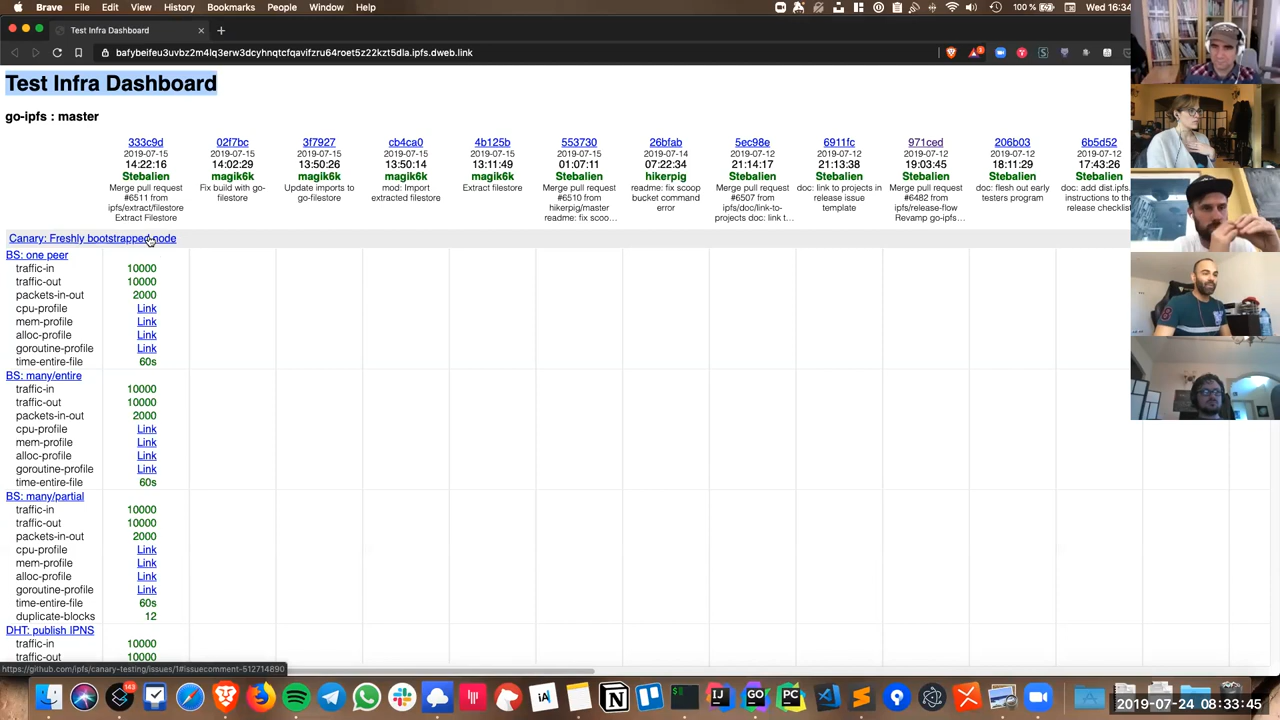 Brave File Edit View History Bookmarks People Window Help
100 % Wed 16:34
Test Infra Dashboard
bafybeifeu3uvbz2m4lq3erw3dcyhnqtcfqavifzru64roet5z22kzt5dla.ipfs.dweb.link
Test Infra Dashboard
go-ipfs : master
333c9d 02f7bc 3f7927 cb4ca0 4b125b 553730 26bfab 5ec98e 6911fc 971ced 206b03 6b5d52
2019-07-15 2019-07-15 2019-07-15 2019-07-15 2019-07-15 2019-07-15 2019-07-14 2019-07-12 2019-07-12 2019-07-12 2019-07-12 2019-07-12
14:22:16 14:02:29 13:50:26 13:50:14 13:11:49 01:07:11 07:22:34 21:14:17 21:13:38 19:03:45 18:11:29 17:43:26
Stebalien magik6k magik6k Stebalien magik6k Stebalien hikerpig Stebalien Stebalien Stebalien Stebalien Stebalien
Merge pull request Fix build with go- Update imports to mod: Import Extract filestore Merge pull request readme: fix scoop Merge pull request doc: link to projects in Merge pull request doc: flesh out early doc: add dist.ipfs.
#6511 from filestore go-filestore extracted filestore #6510 from bucket command #6507 from release issue #6482 from testers program instructions to the
ipfs/extract/filestore hikerpig/master error ipfs/doc/link-to- template ipfs/release-flow release checklist
Extract Filestore readme: fix scoo... projects doc: link t... Revamp go-ipfs...
Canary: Freshly bootstrapped node
BS: one peer
traffic-in 10000
traffic-out 10000
packets-in-out 2000
cpu-profile Link
mem-profile Link
alloc-profile Link
goroutine-profile Link
time-entire-file 60s
BS: many/entire
traffic-in 10000
traffic-out 10000
packets-in-out 2000
cpu-profile Link
mem-profile Link
alloc-profile Link
goroutine-profile Link
time-entire-file 60s
BS: many/partial
traffic-in 10000
traffic-out 10000
packets-in-out 2000
cpu-profile Link
mem-profile Link
alloc-profile Link
goroutine-profile Link
time-entire-file 60s
duplicate-blocks 12
DHT: publish IPNS
traffic-in 10000
traffic-out 10000
https://github.com/ipfs/canary-testing/issues/1#issuecomment-512714890
2019-07-24 08:33:45